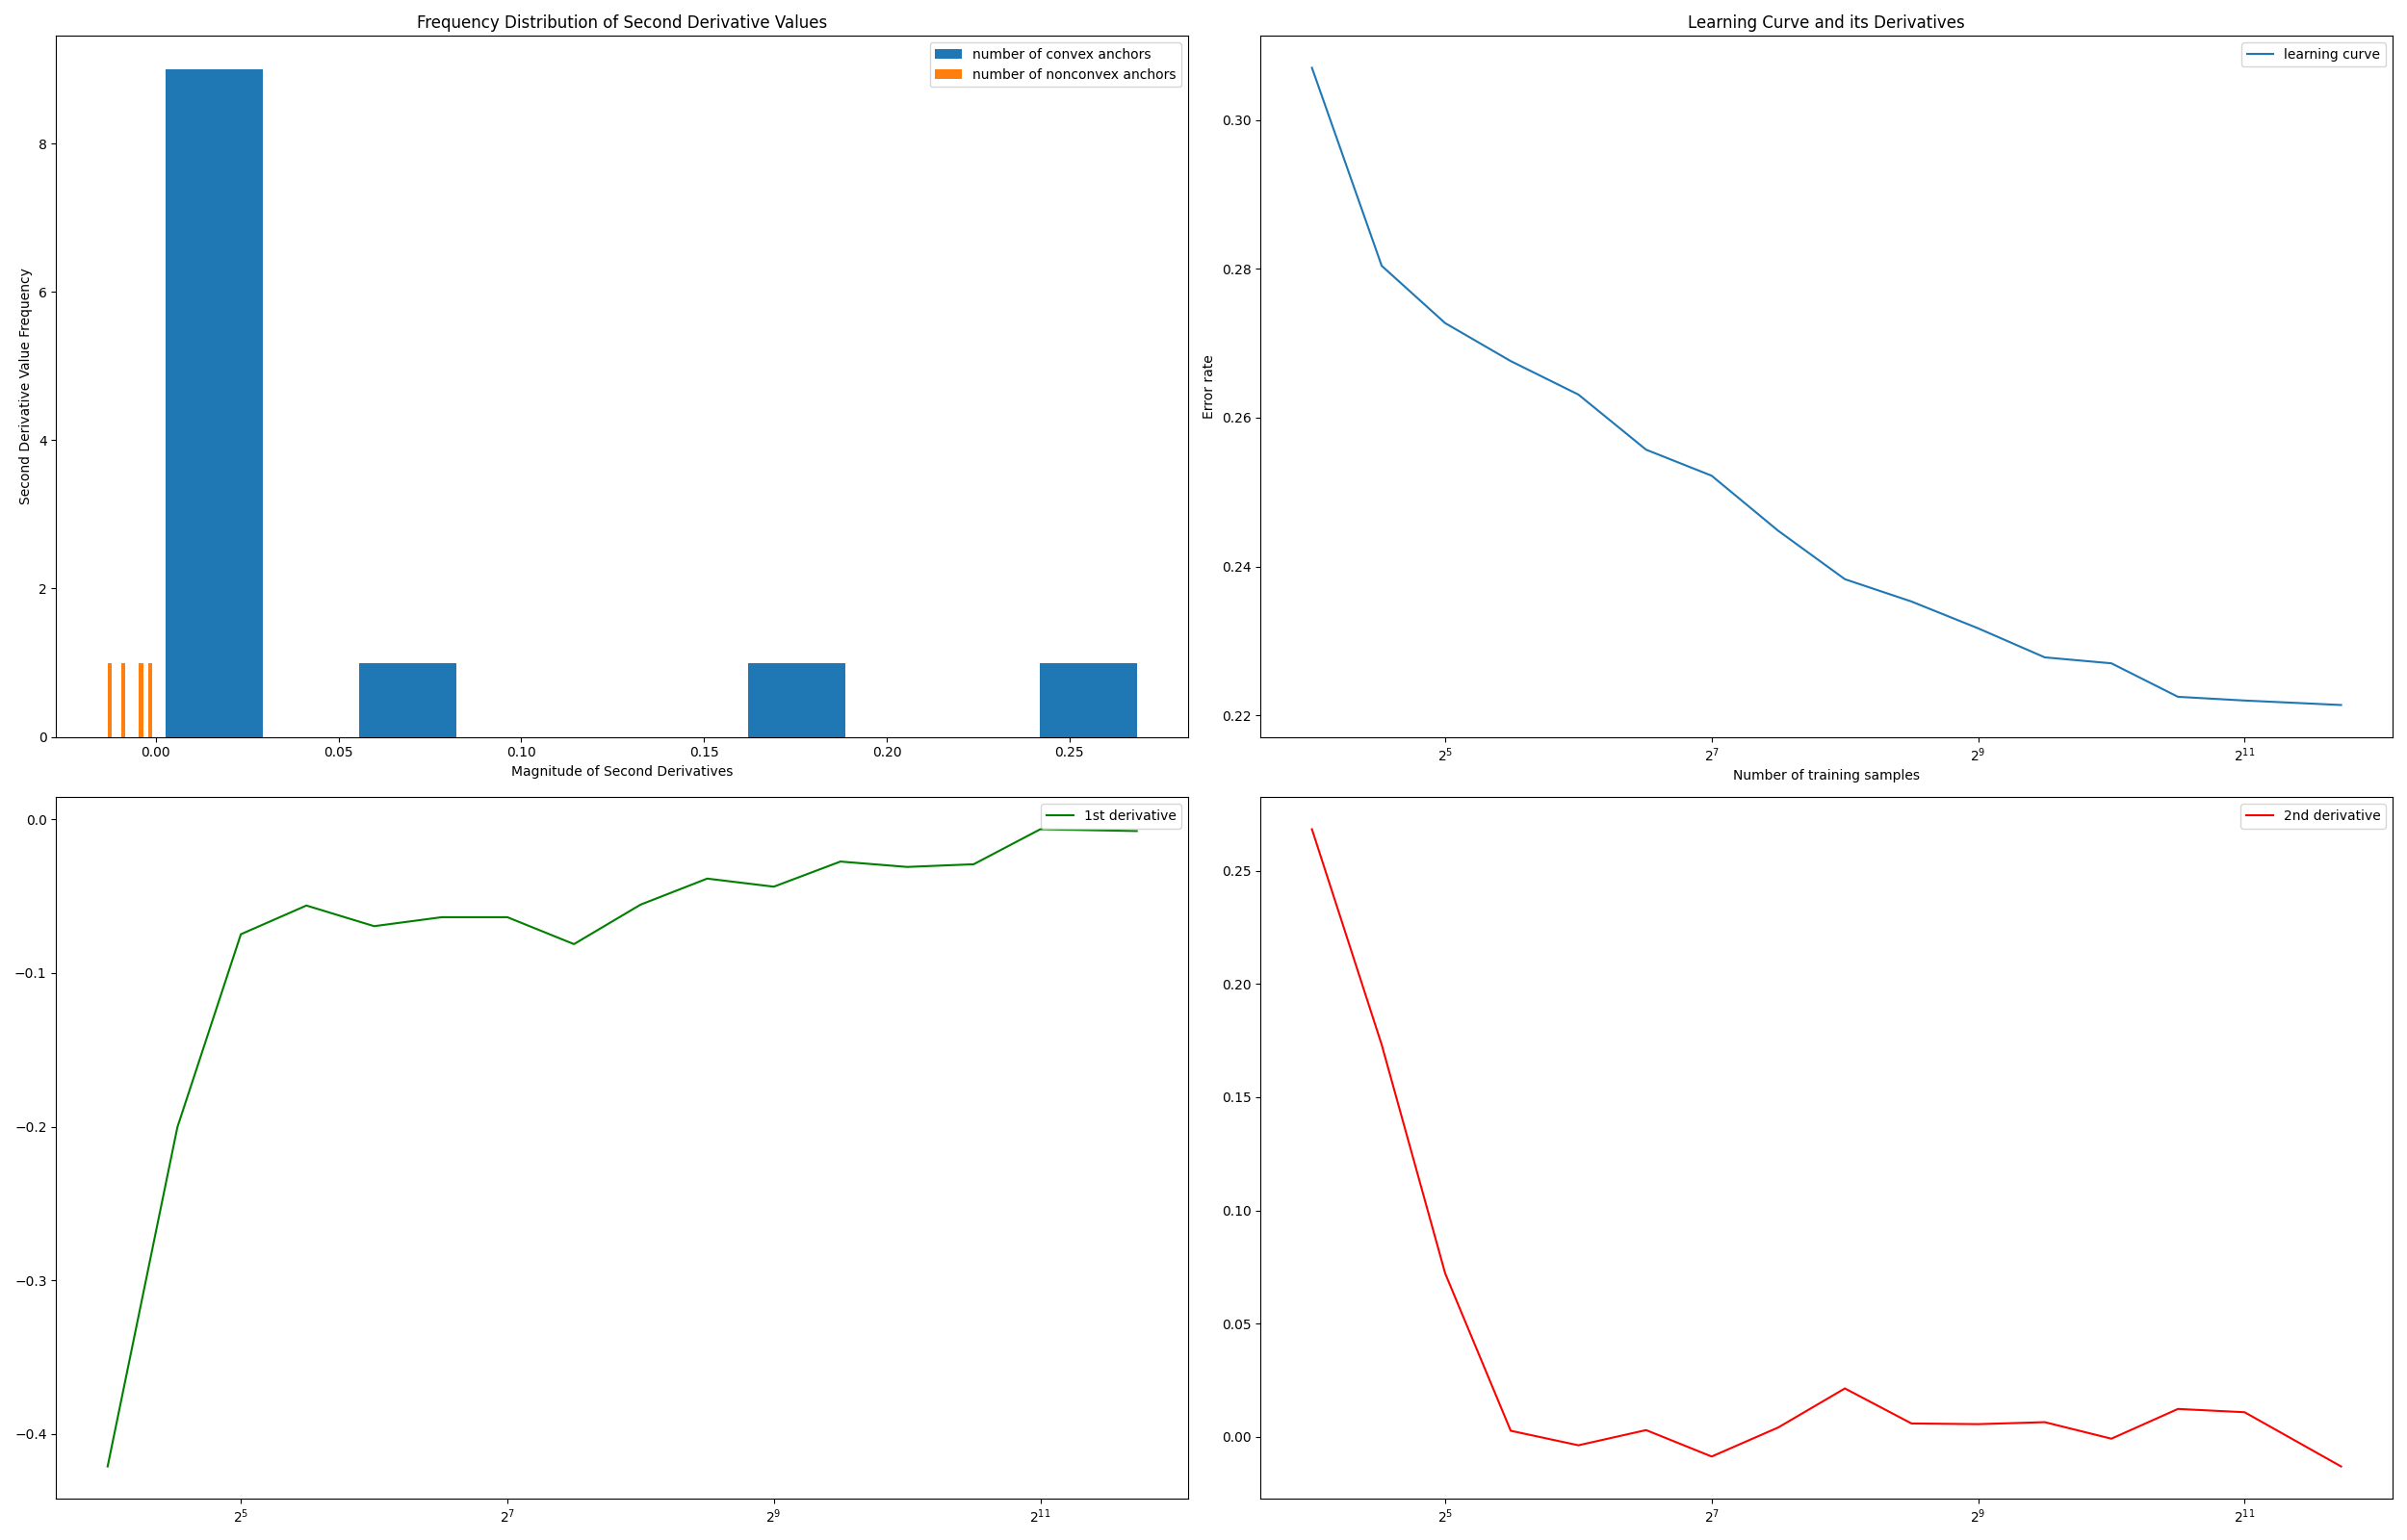 Frequency Distribution of Second Derivative Values
number of convex anchors
number of nonconvex anchors
Second Derivative Value Frequency
8
6
4
2
0
0.00 0.05 0.10 0.15 0.20 0.25
Magnitude of Second Derivatives
Learning Curve and its Derivatives
learning curve
Error rate
0.30
0.28
0.26
0.24
0.22
2^5 2^7 2^9 2^11
Number of training samples
1st derivative
0.0
−0.1
−0.2
−0.3
−0.4
2^5 2^7 2^9 2^11
2nd derivative
0.25
0.20
0.15
0.10
0.05
0.00
2^5 2^7 2^9 2^11